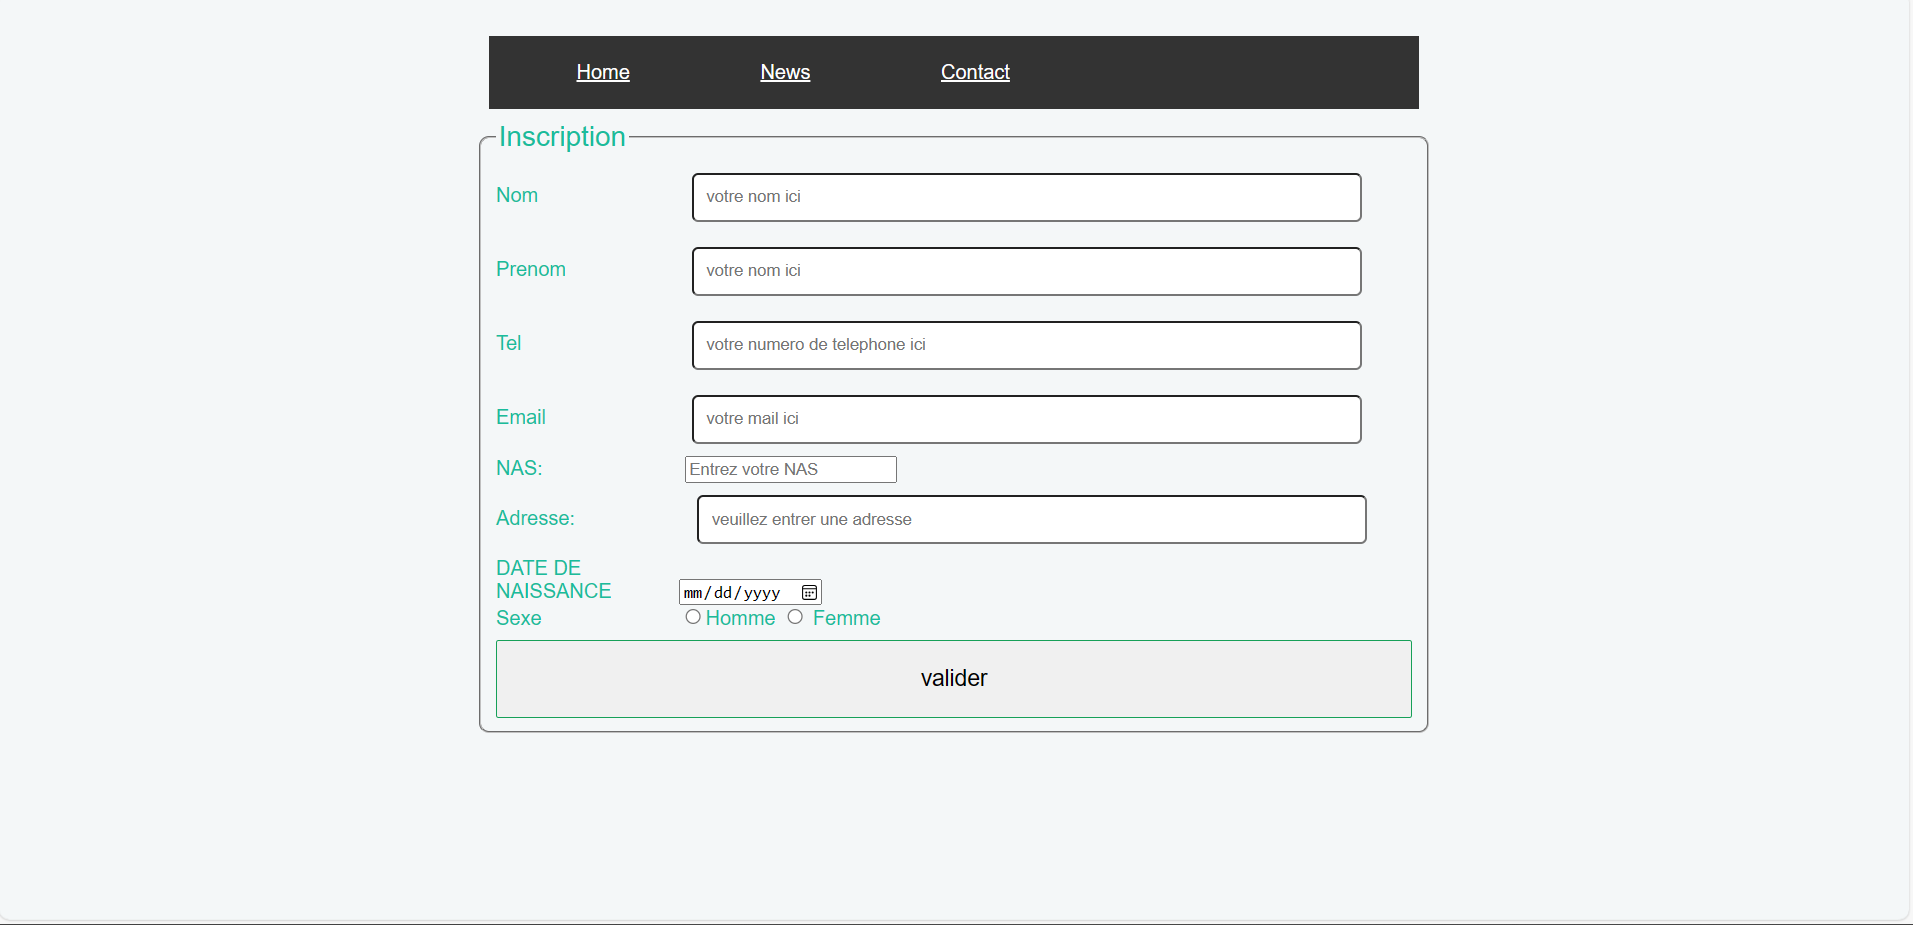 Home News Contact
Inscription
Nom votre nom ici
Prenom votre nom ici
Tel votre numero de telephone ici
Email votre mail ici
NAS: Entrez votre NAS
Adresse: veuillez entrer une adresse
DATE DE
NAISSANCE mm/dd/yyyy
Sexe Homme Femme
valider